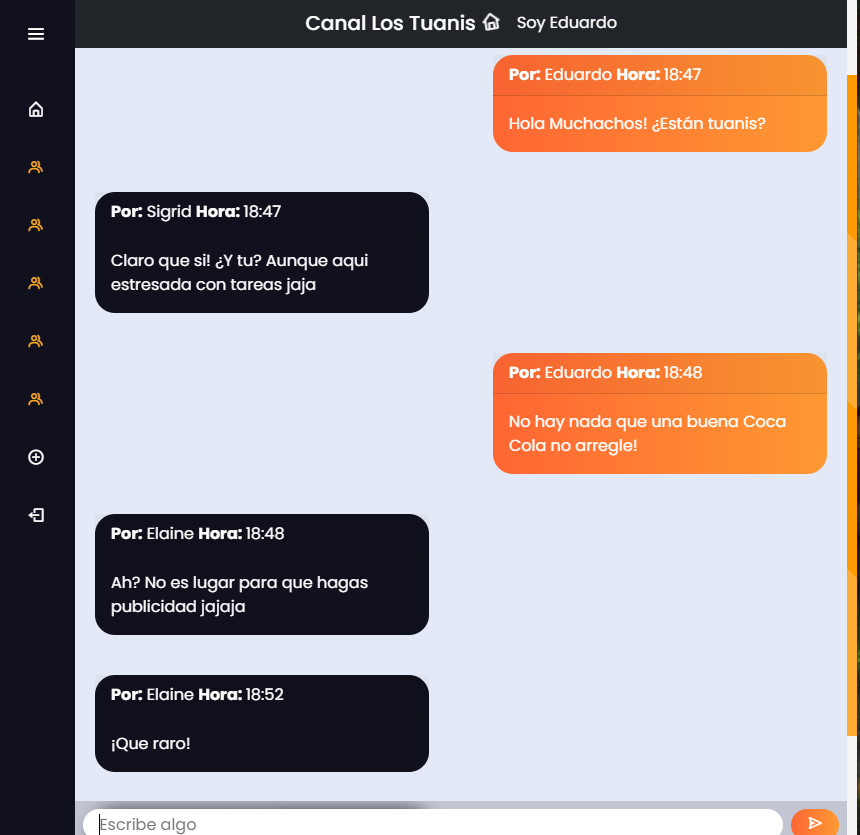 Canal Los Tuanis Soy Eduardo
Por: Eduardo Hora: 18:47
Hola Muchachos! ¿Están tuanis?
Por: Sigrid Hora: 18:47
Claro que si! ¿Y tu? Aunque aqui
estresada con tareas jaja
Por: Eduardo Hora: 18:48
No hay nada que una buena Coca
Cola no arregle!
Por: Elaine Hora: 18:48
Ah? No es lugar para que hagas
publicidad jajaja
Por: Elaine Hora: 18:52
¡Que raro!
Escribe algo